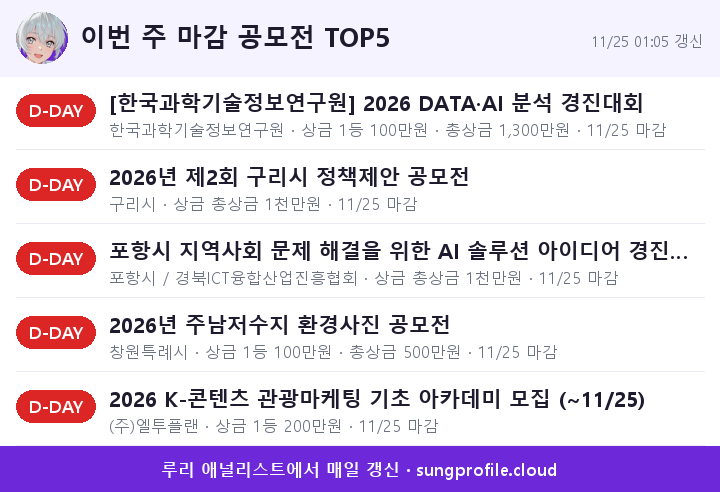 이번 주 마감 공모전 TOP5
11/25 01:05 갱신
D-DAY
[한국과학기술정보연구원] 2026 DATA·AI 분석 경진대회
한국과학기술정보연구원 · 상금 1등 100만원 · 총상금 1,300만원 · 11/25 마감
D-DAY
2026년 제2회 구리시 정책제안 공모전
구리시 · 상금 총상금 1천만원 · 11/25 마감
D-DAY
포항시 지역사회 문제 해결을 위한 AI 솔루션 아이디어 경진...
포항시 / 경북ICT융합산업진흥협회 · 상금 총상금 1천만원 · 11/25 마감
D-DAY
2026년 주남저수지 환경사진 공모전
창원특례시 · 상금 1등 100만원 · 총상금 500만원 · 11/25 마감
D-DAY
2026 K-콘텐츠 관광마케팅 기초 아카데미 모집 (~11/25)
(주)엘투플랜 · 상금 1등 200만원 · 11/25 마감
루리 애널리스트에서 매일 갱신 · sungprofile.cloud